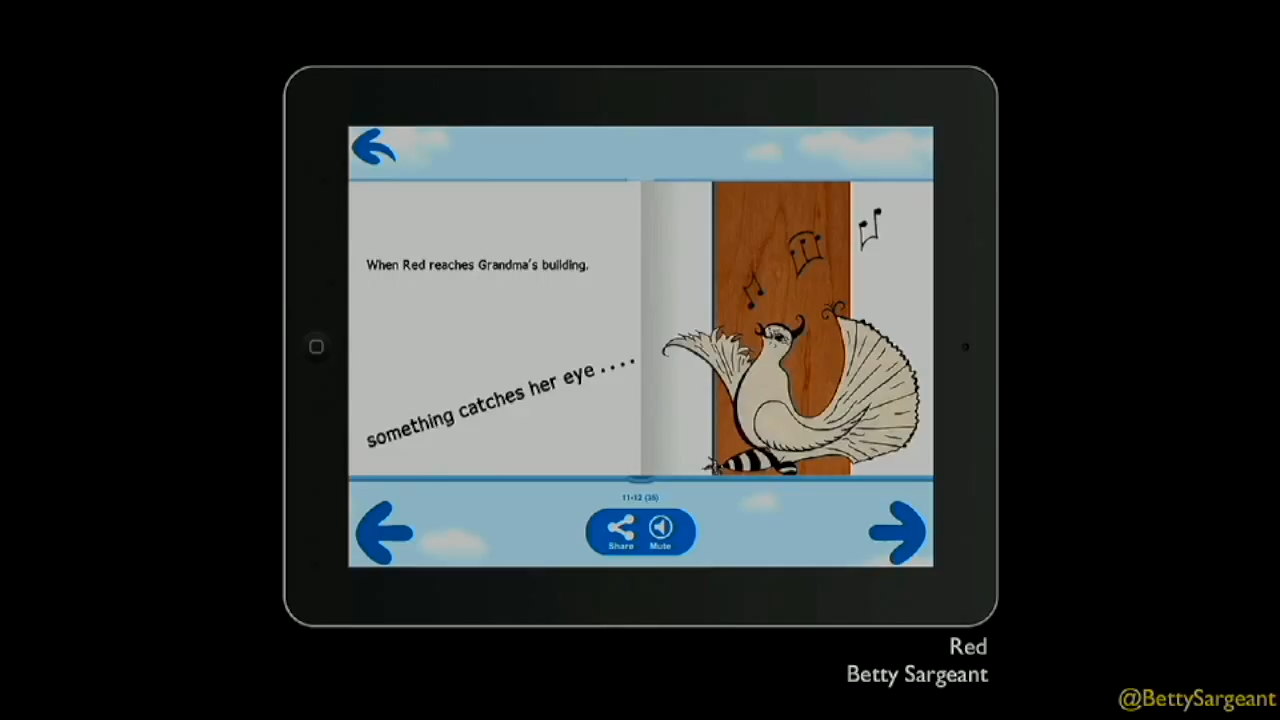 When Red reaches Grandma's building,
something catches her eye ....
11-12 (35)
Share Mute
Red
Betty Sargeant
@BettySargeant